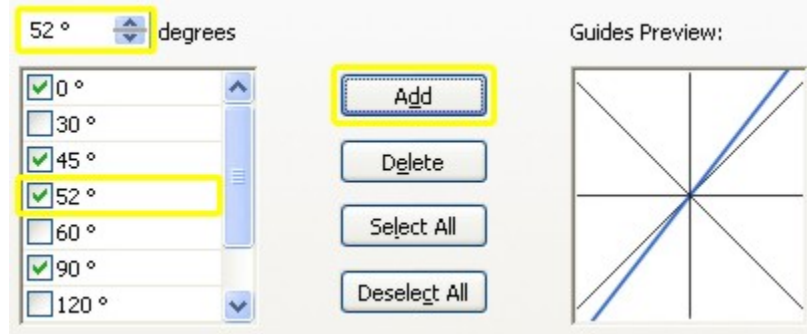 52 ° degrees
Guides Preview:
0 °
30 °
45 °
52 °
60 °
90 °
120 °
Add
Delete
Select All
Deselect All